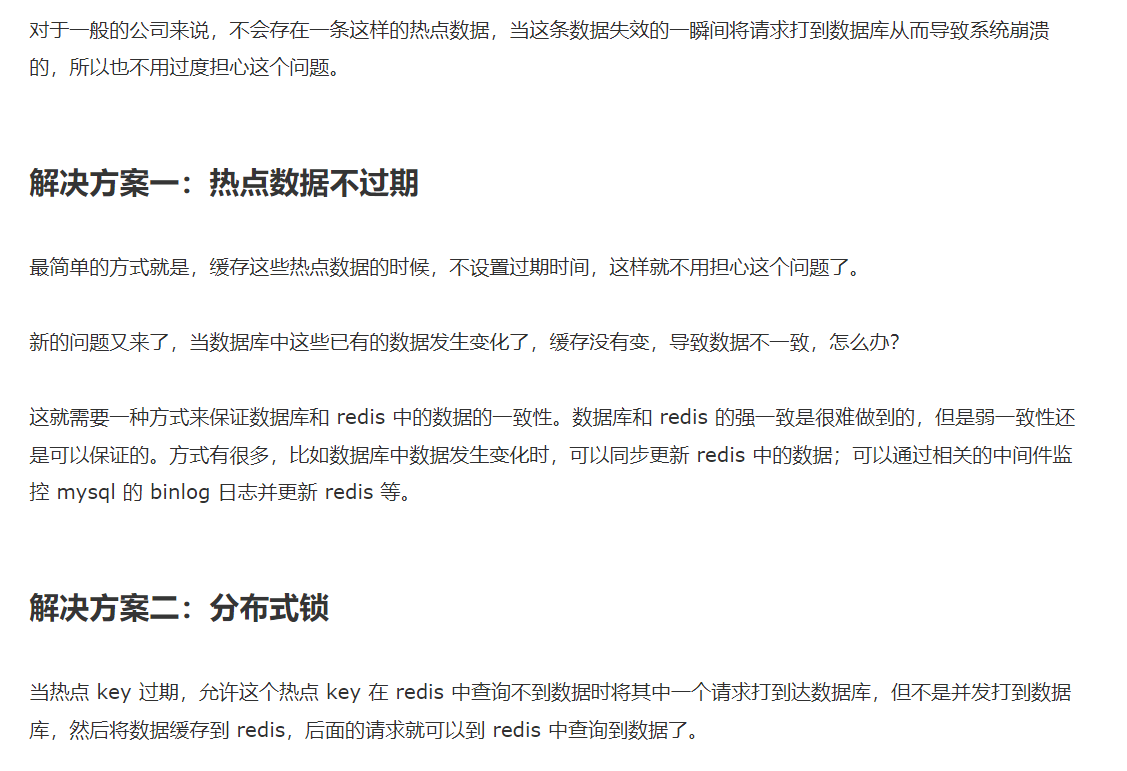 对于一般的公司来说，不会存在一条这样的热点数据，当这条数据失效的一瞬间将请求打到数据库从而导致系统崩溃
的，所以也不用过度担心这个问题。
解决方案一：热点数据不过期
最简单的方式就是，缓存这些热点数据的时候，不设置过期时间，这样就不用担心这个问题了。
新的问题又来了，当数据库中这些已有的数据发生变化了，缓存没有变，导致数据不一致，怎么办？
这就需要一种方式来保证数据库和 redis 中的数据的一致性。数据库和 redis 的强一致是很难做到的，但是弱一致性还
是可以保证的。方式有很多，比如数据库中数据发生变化时，可以同步更新 redis 中的数据；可以通过相关的中间件监
控 mysql 的 binlog 日志并更新 redis 等。
解决方案二：分布式锁
当热点 key 过期，允许这个热点 key 在 redis 中查询不到数据时将其中一个请求打到达数据库，但不是并发打到数据
库，然后将数据缓存到 redis，后面的请求就可以到 redis 中查询到数据了。